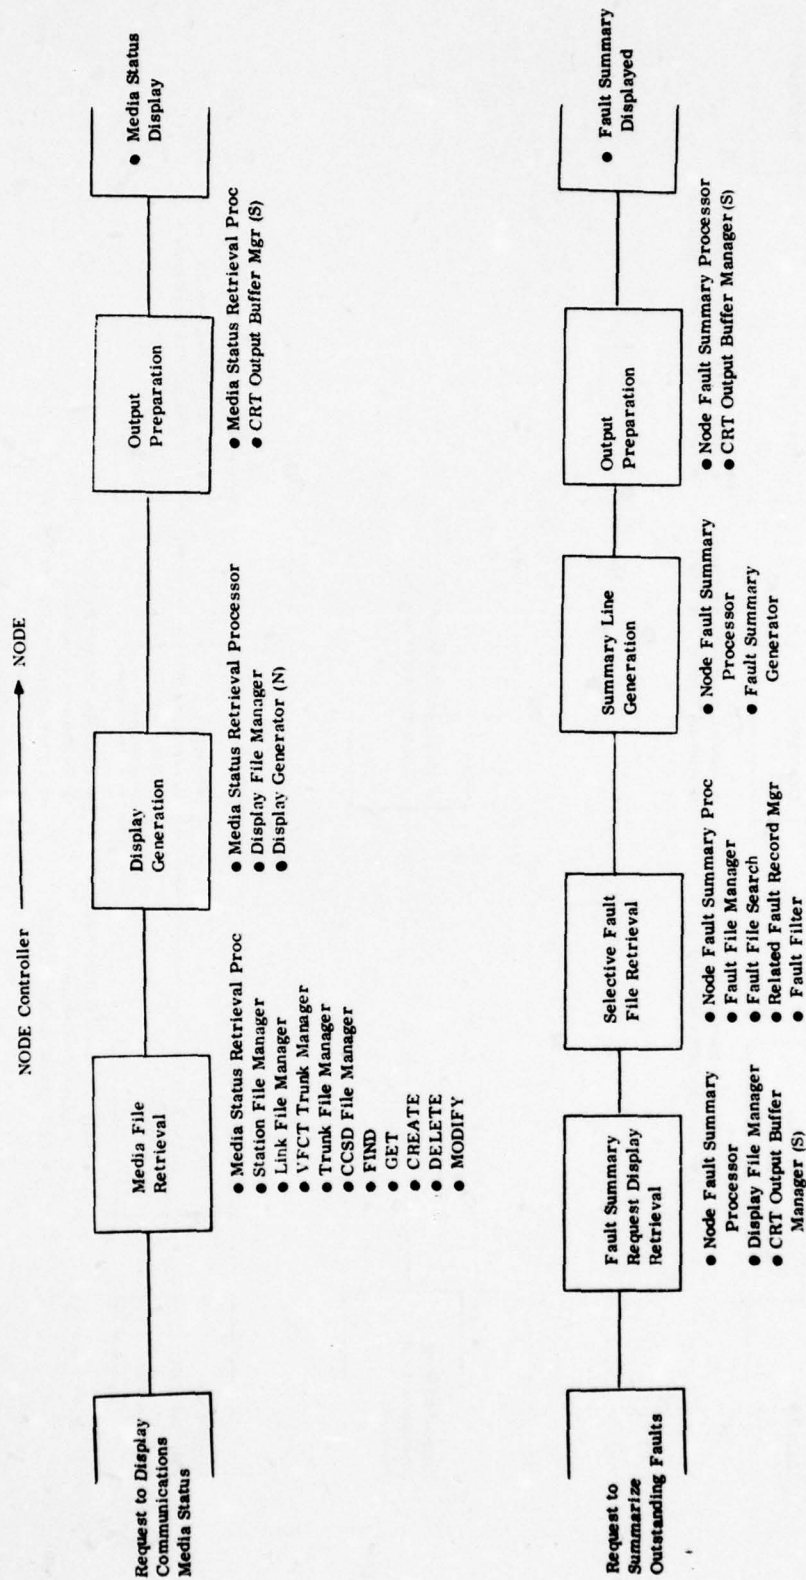 NODE Controller
NODE
Request to Display
Communications
Media Status
Media File
Retrieval
● Media Status Retrieval Proc
● Station File Manager
● Link File Manager
● VFCT Trunk Manager
● Trunk File Manager
● CCSD File Manager
● FIND
● GET
● CREATE
● DELETE
● MODIFY
Display
Generation
● Media Status Retrieval Processor
● Display File Manager
● Display Generator (N)
Output
Preparation
● Media Status Retrieval Proc
● CRT Output Buffer Mgr (S)
● Media Status
Display
Request to
Summarize
Outstanding Faults
Fault Summary
Request Display
Retrieval
● Node Fault Summary
Processor
● Display File Manager
● CRT Output Buffer
Manager (S)
Selective Fault
File Retrieval
● Node Fault Summary Proc
● Fault File Manager
● Fault File Search
● Related Fault Record Mgr
● Fault Filter
Summary Line
Generation
● Node Fault Summary
Processor
● Fault Summary
Generator
Output
Preparation
● Node Fault Summary Processor
● CRT Output Buffer Manager (S)
● Fault Summary
Displayed